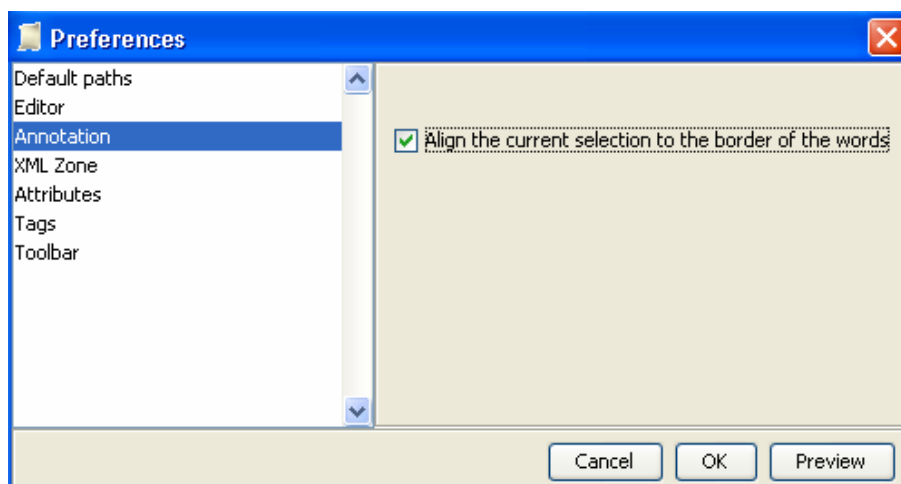 Preferences
Default paths
Editor
Annotation
XML Zone
Attributes
Tags
Toolbar
Align the current selection to the border of the words
Cancel
OK
Preview